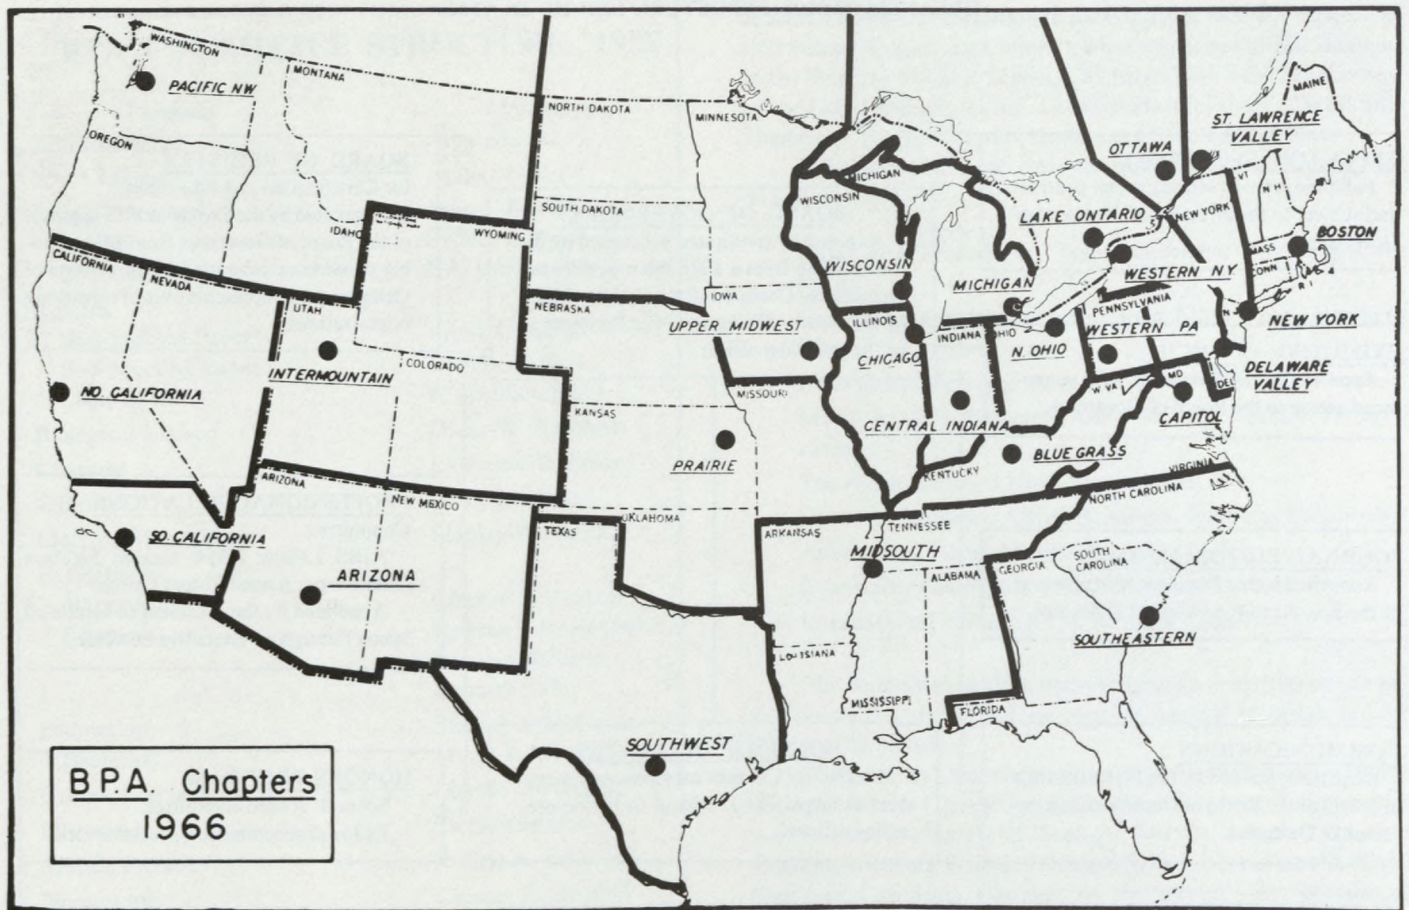 WASHINGTON
PACIFIC NW
MONTANA
OREGON
IDAHO
WYOMING
NORTH DAKOTA
SOUTH DAKOTA
MINNESOTA
CALIFORNIA
NEVADA
UTAH
NEBRASKA
IOWA
UPPER MIDWEST
INTERMOUNTAIN
COLORADO
NO. CALIFORNIA
KANSAS
MISSOURI
PRAIRIE
ARIZONA
NEW MEXICO
OKLAHOMA
TEXAS
SO. CALIFORNIA
ARIZONA
SOUTHWEST
MICHIGAN
WISCONSIN
WISCONSIN
MICHIGAN
ILLINOIS
CHICAGO
INDIANA
OHIO
N. OHIO
CENTRAL INDIANA
KENTUCKY
BLUE GRASS
MAINE
ST LAWRENCE
VALLEY
OTTAWA
LAKE ONTARIO
NEW YORK
VT
N H
MASS
CONN
R
BOSTON
WESTERN N.Y.
PENNSYLVANIA
WESTERN PA
N J
NEW YORK
DELAWARE
VALLEY
W VA
MD
DEL
CAPITOL
VIRGINIA
NORTH CAROLINA
ARKANSAS
TENNESSEE
MIDSOUTH
ALABAMA
GEORGIA
SOUTH
CAROLINA
SOUTHEASTERN
LOUISIANA
MISSISSIPPI
FLORIDA
B.P.A. Chapters
1966